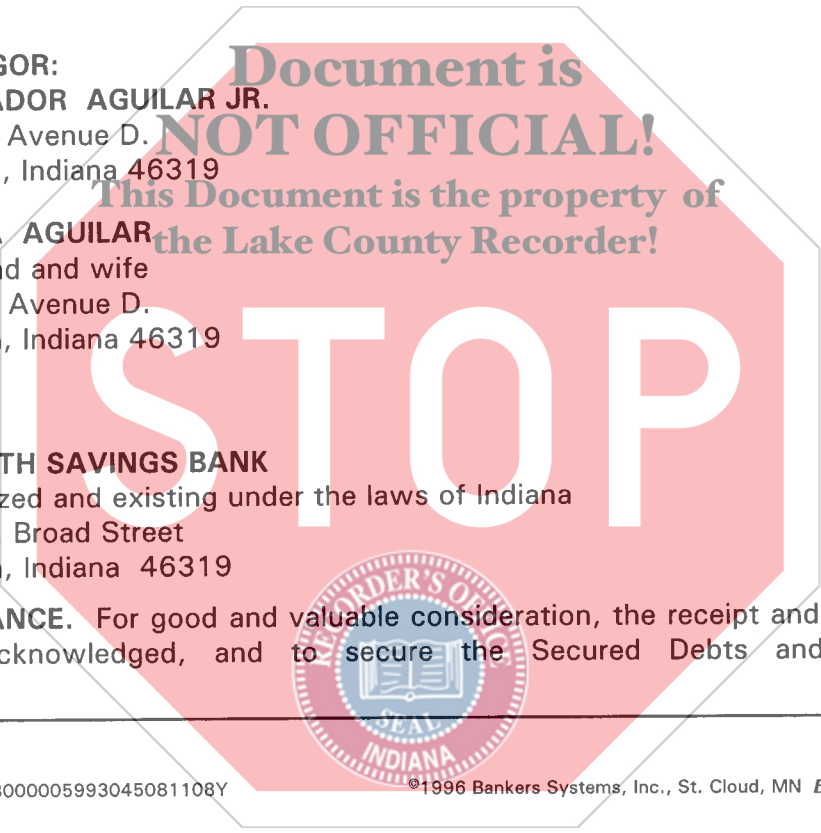 GOR:
ADOR AGUILAR JR.
Avenue D.
, Indiana 46319
AGUILAR
nd and wife
Avenue D.
, Indiana 46319
TH SAVINGS BANK
zed and existing under the laws of Indiana
Broad Street
, Indiana 46319
ANCE. For good and valuable consideration, the receipt and
cknowledged, and to secure the Secured Debts and
3000005993045081108Y
©1996 Bankers Systems, Inc., St. Cloud, MN
Document is
NOT OFFICIAL!
This Document is the property of
the Lake County Recorder!
STOP
RECORDER'S OFFICE
SEAL
INDIANA